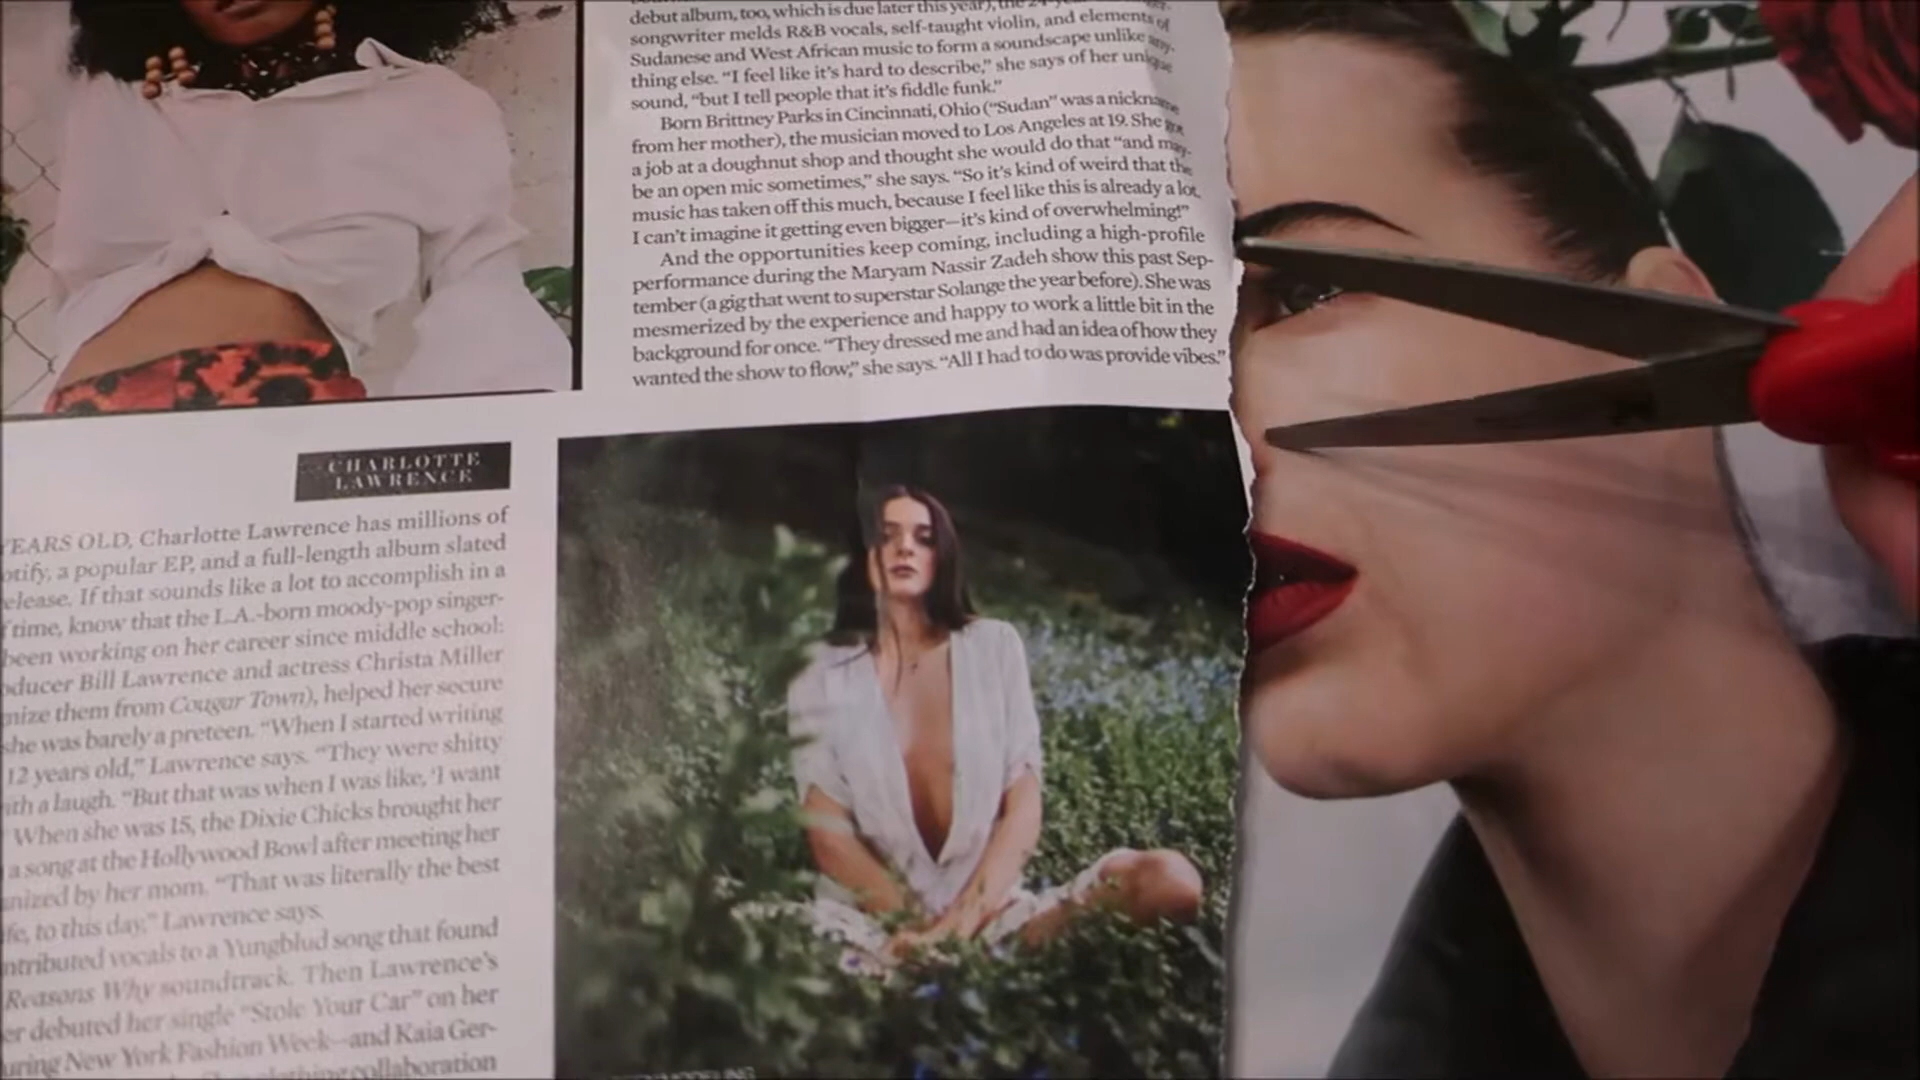 debut album, too, which is due later this year), the
songwriter melds R&B vocals, self-taught violin, and elements of
Sudanese and West African music to form a soundscape unlike any-
thing else. “I feel like it’s hard to describe,” she says of her unique
sound, “but I tell people that it’s fiddle funk.”
Born Brittney Parks in Cincinnati, Ohio (“Sudan” was a nickname
from her mother), the musician moved to Los Angeles at 19. She got
a job at a doughnut shop and thought she would do that “and may-
be an open mic sometimes,” she says. “So it’s kind of weird that the
music has taken off this much, because I feel like this is already a lot.
I can’t imagine it getting even bigger—it’s kind of overwhelming!”
And the opportunities keep coming, including a high-profile
performance during the Maryam Nassir Zadeh show this past Sep-
tember (a gig that went to superstar Solange the year before). She was
mesmerized by the experience and happy to work a little bit in the
background for once. “They dressed me and had an idea of how they
wanted the show to flow,” she says. “All I had to do was provide vibes.”
CHARLOTTE
LAWRENCE
YEARS OLD, Charlotte Lawrence has millions of
otify, a popular EP, and a full-length album slated
elease. If that sounds like a lot to accomplish in a
time, know that the L.A.-born moody-pop singer-
been working on her career since middle school:
oducer Bill Lawrence and actress Christa Miller
nize them from Cougar Town), helped her secure
she was barely a preteen. “When I started writing
12 years old,” Lawrence says. “They were shitty
ith a laugh. “But that was when I was like, ‘I want
When she was 15, the Dixie Chicks brought her
a song at the Hollywood Bowl after meeting her
nized by her mom. “That was literally the best
fe, to this day,” Lawrence says.
ntributed vocals to a Yungblud song that found
Reasons Why soundtrack. Then Lawrence’s
er debuted her single “Stole Your Car” on her
uring New York Fashion Week—and Kaia Ger-
collaboration